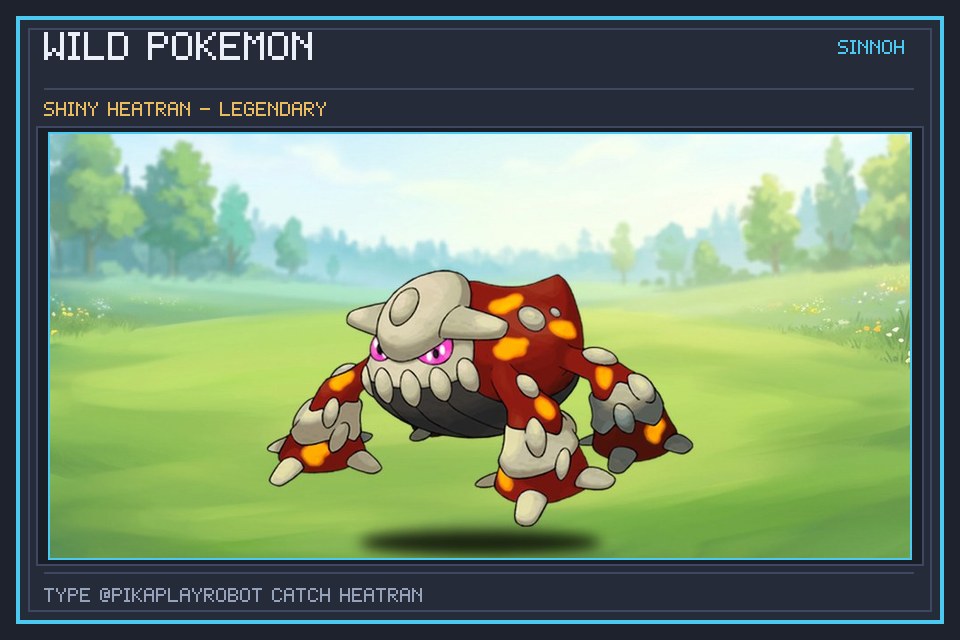 WILD POKEMON
SINNOH
SHINY HEATRAN - LEGENDARY
TYPE @PIKAPLAYROBOT CATCH HEATRAN